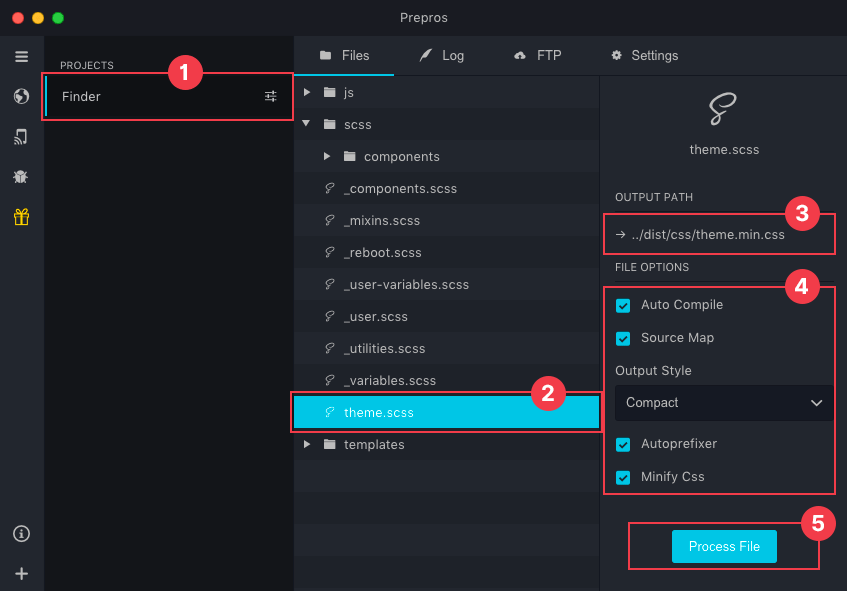 Prepros
PROJECTS
1
Finder
Files
Log
FTP
Settings
js
scss
components
_components.scss
_mixins.scss
_reboot.scss
_user-variables.scss
_user.scss
_utilities.scss
_variables.scss
2
theme.scss
templates
theme.scss
OUTPUT PATH
3
../dist/css/theme.min.css
FILE OPTIONS
4
Auto Compile
Source Map
Output Style
Compact
Autoprefixer
Minify Css
5
Process File